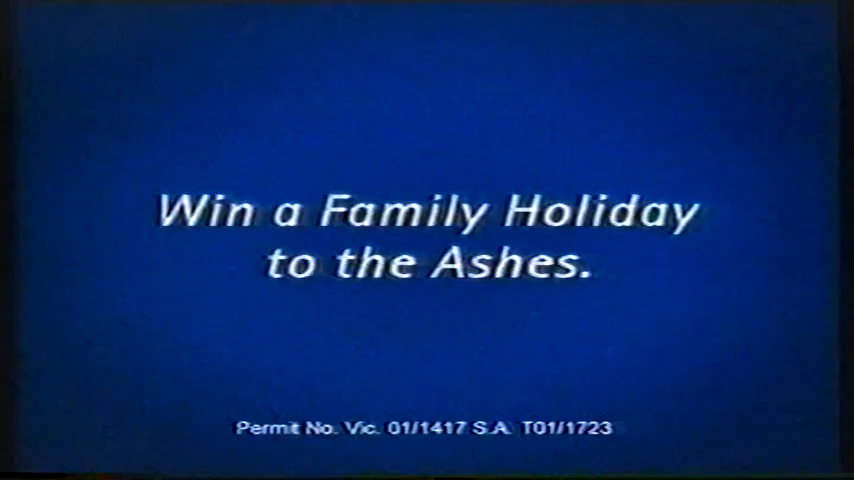 Win a Family Holiday
to the Ashes.
Permit No. Vic. 01/1417 S.A. T01/1723